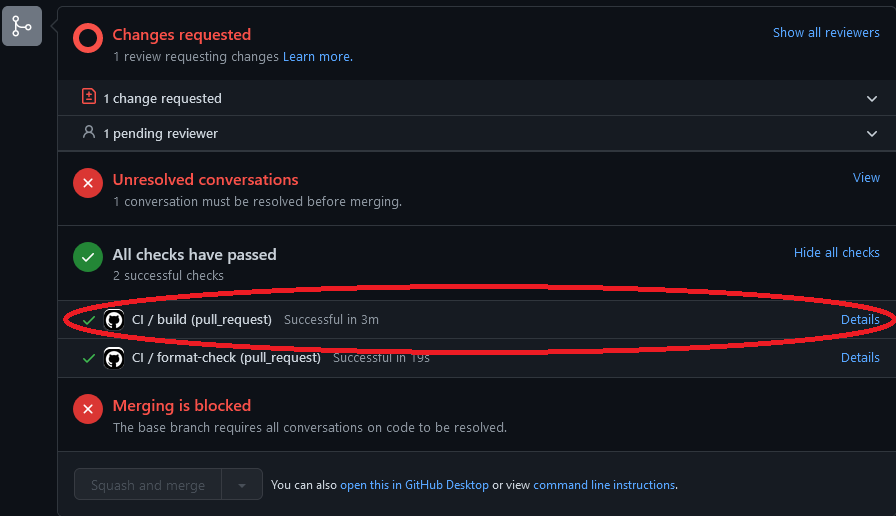 Changes requested
Show all reviewers
1 review requesting changes Learn more.
1 change requested
1 pending reviewer
Unresolved conversations
View
1 conversation must be resolved before merging.
All checks have passed
Hide all checks
2 successful checks
CI / build (pull_request) Successful in 3m Details
CI / format-check (pull_request) Successful in 19s Details
Merging is blocked
The base branch requires all conversations on code to be resolved.
Squash and merge You can also open this in GitHub Desktop or view command line instructions.